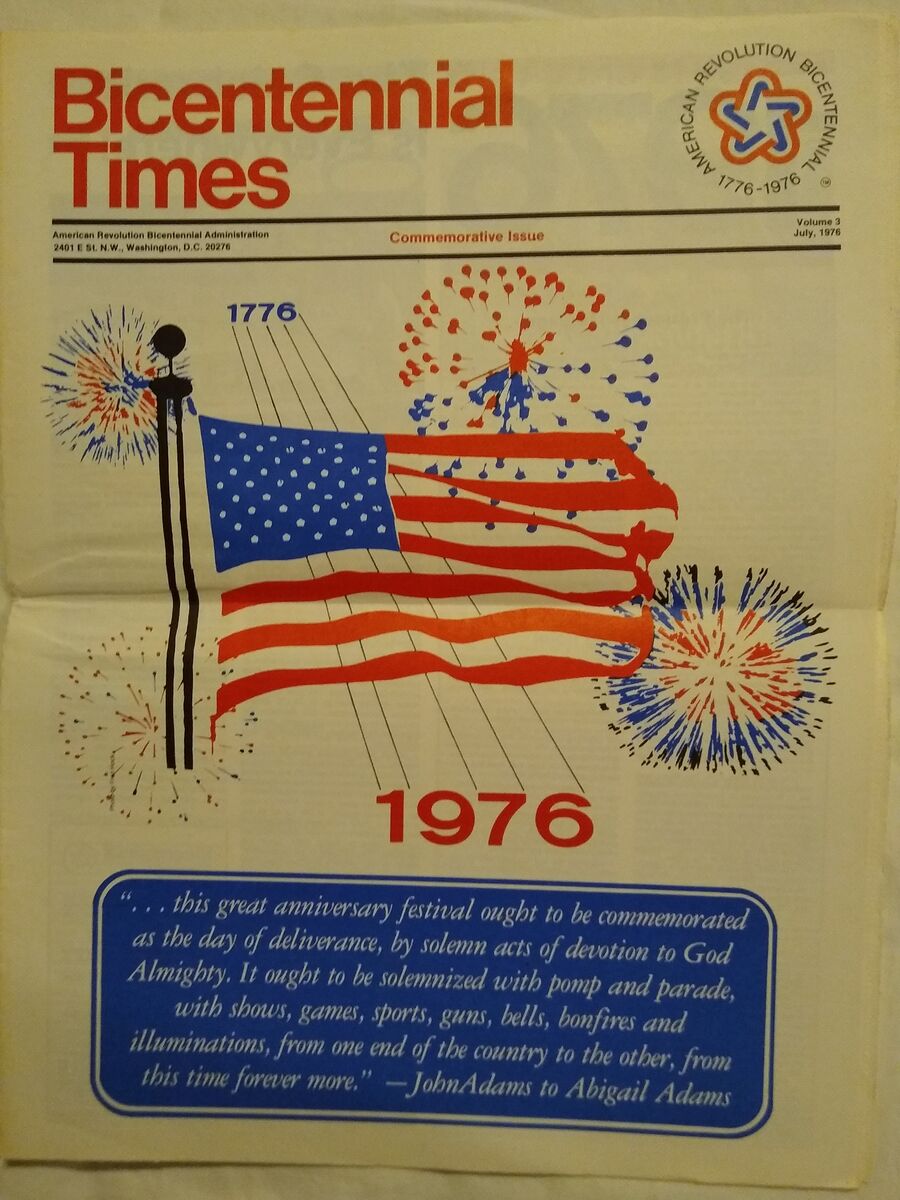 Bicentennial
Times
AMERICAN REVOLUTION BICENTENNIAL
1776-1976
American Revolution Bicentennial Administration
2401 E St. N.W., Washington, D.C. 20276
Commemorative Issue
Volume 3
July, 1976
1776
1976
“. . . this great anniversary festival ought to be commemorated
as the day of deliverance, by solemn acts of devotion to God
Almighty. It ought to be solemnized with pomp and parade,
with shows, games, sports, guns, bells, bonfires and
illuminations, from one end of the country to the other, from
this time forever more.” —JohnAdams to Abigail Adams